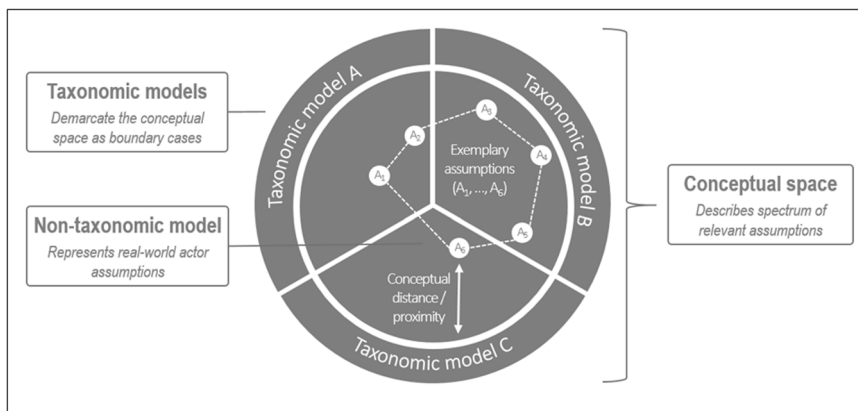 Taxonomic models
Demarcate the conceptual
space as boundary cases
Non-taxonomic model
Represents real-world actor
assumptions
Taxonomic model A
Taxonomic model B
Taxonomic model C
A₁
A₂
A₃
A₄
A₅
A₆
Exemplary
assumptions
(A₁, ..., A₆)
Conceptual
distance /
proximity
Conceptual space
Describes spectrum of
relevant assumptions